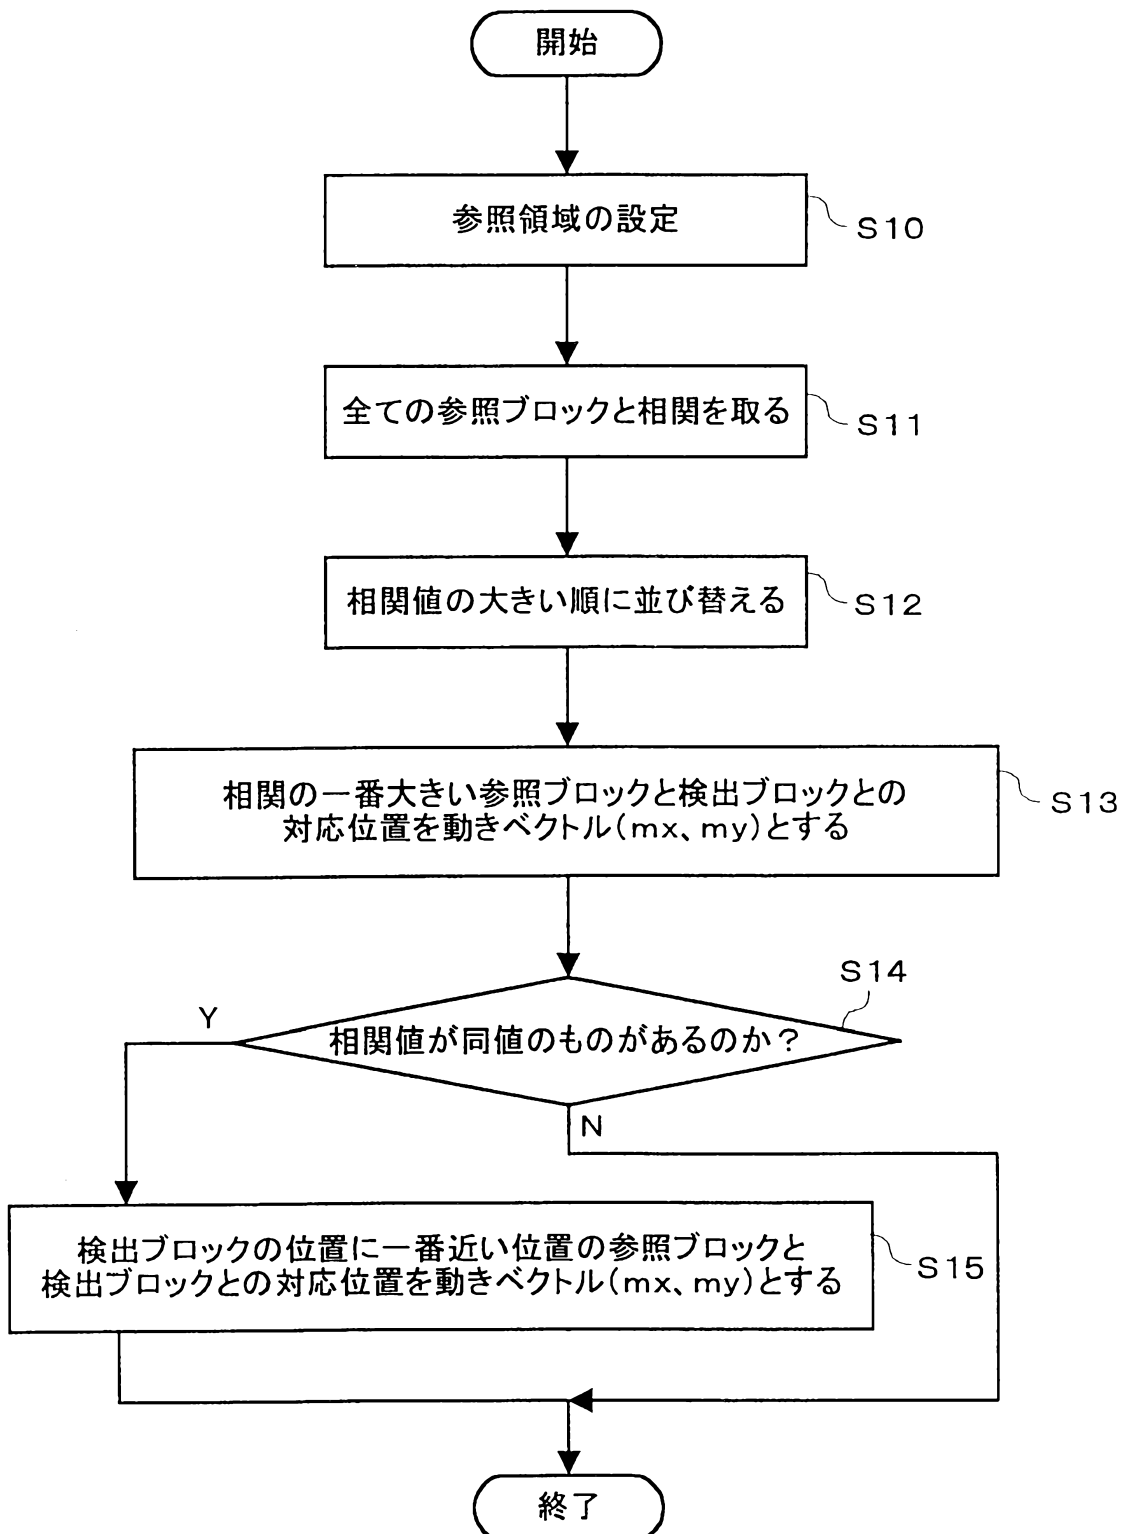 開始
参照領域の設定
S10
全ての参照ブロックと相関を取る
S11
相関値の大きい順に並び替える
S12
相関の一番大きい参照ブロックと検出ブロックとの
対応位置を動きベクトル(mx、my)とする
S13
S14
相関値が同値のものがあるのか？
Y
N
検出ブロックの位置に一番近い位置の参照ブロックと
検出ブロックとの対応位置を動きベクトル(mx、my)とする
S15
終了